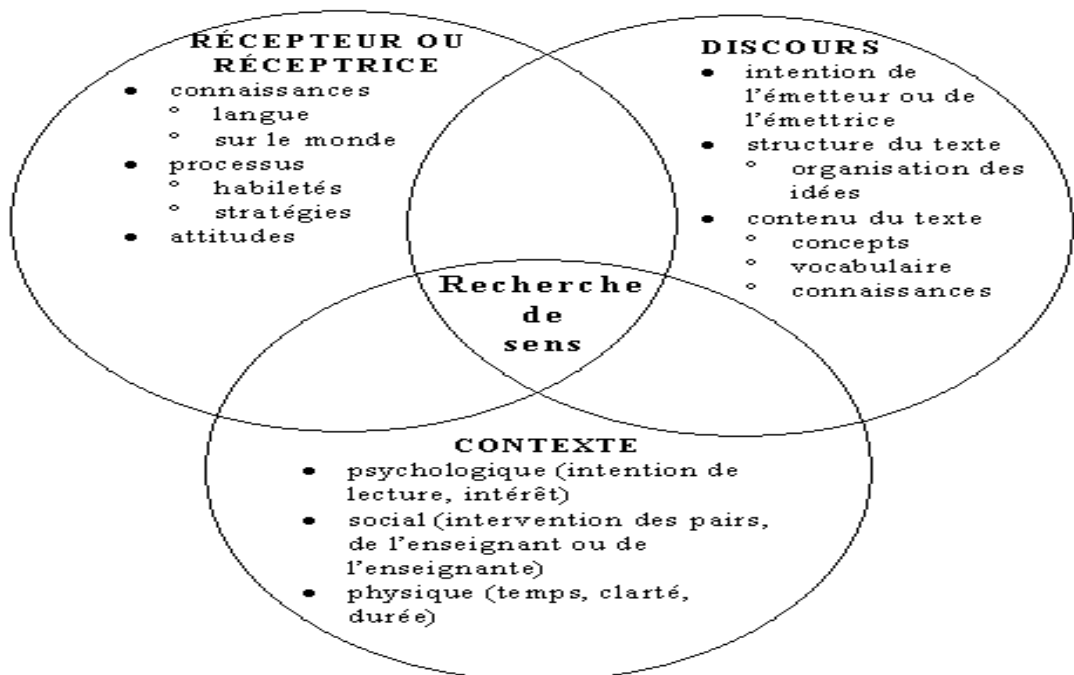 RÉCEPTEUR OU
RÉCEPTRICE
● connaissances
° langue
° sur le monde
● processus
° habiletés
° stratégies
● attitudes
DISCOURS
● intention de
l'émetteur ou de
l'émettrice
● structure du texte
° organisation des
idées
● contenu du texte
° concepts
° vocabulaire
° connaissances
Recherche
de
sens
CONTEXTE
● psychologique (intention de
lecture, intérêt)
● social (intervention des pairs,
de l'enseignant ou de
l'enseignante)
● physique (temps, clarté,
durée)